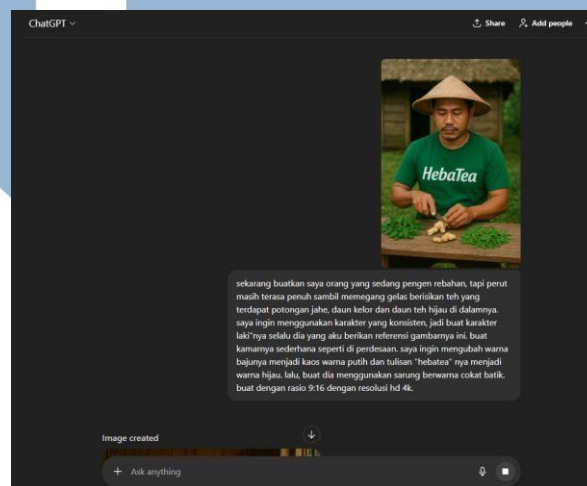 ChatGPT
Share
Add people
HebaTea
sekarang buatkan saya orang yang sedang pengen rebahan, tapi perut
masih terasa penuh sambil memegang gelas berisikan teh yang
terdapat potongan jahe, daun kelor dan daun teh hijau di dalamnya.
saya ingin menggunakan karakter yang konsisten, jadi buat karakter
laki"nya selalu dia yang aku berikan referensi gambarnya ini. buat
kamarnya sederhana seperti di perdesaan. saya ingin mengubah warna
bajunya menjadi kaos warna putih dan tulisan "hebatea" nya menjadi
warna hijau. lalu, buat dia menggunakan sarung berwarna cokat batik.
buat dengan rasio 9:16 dengan resolusi hd 4k.
Image created
Ask anything